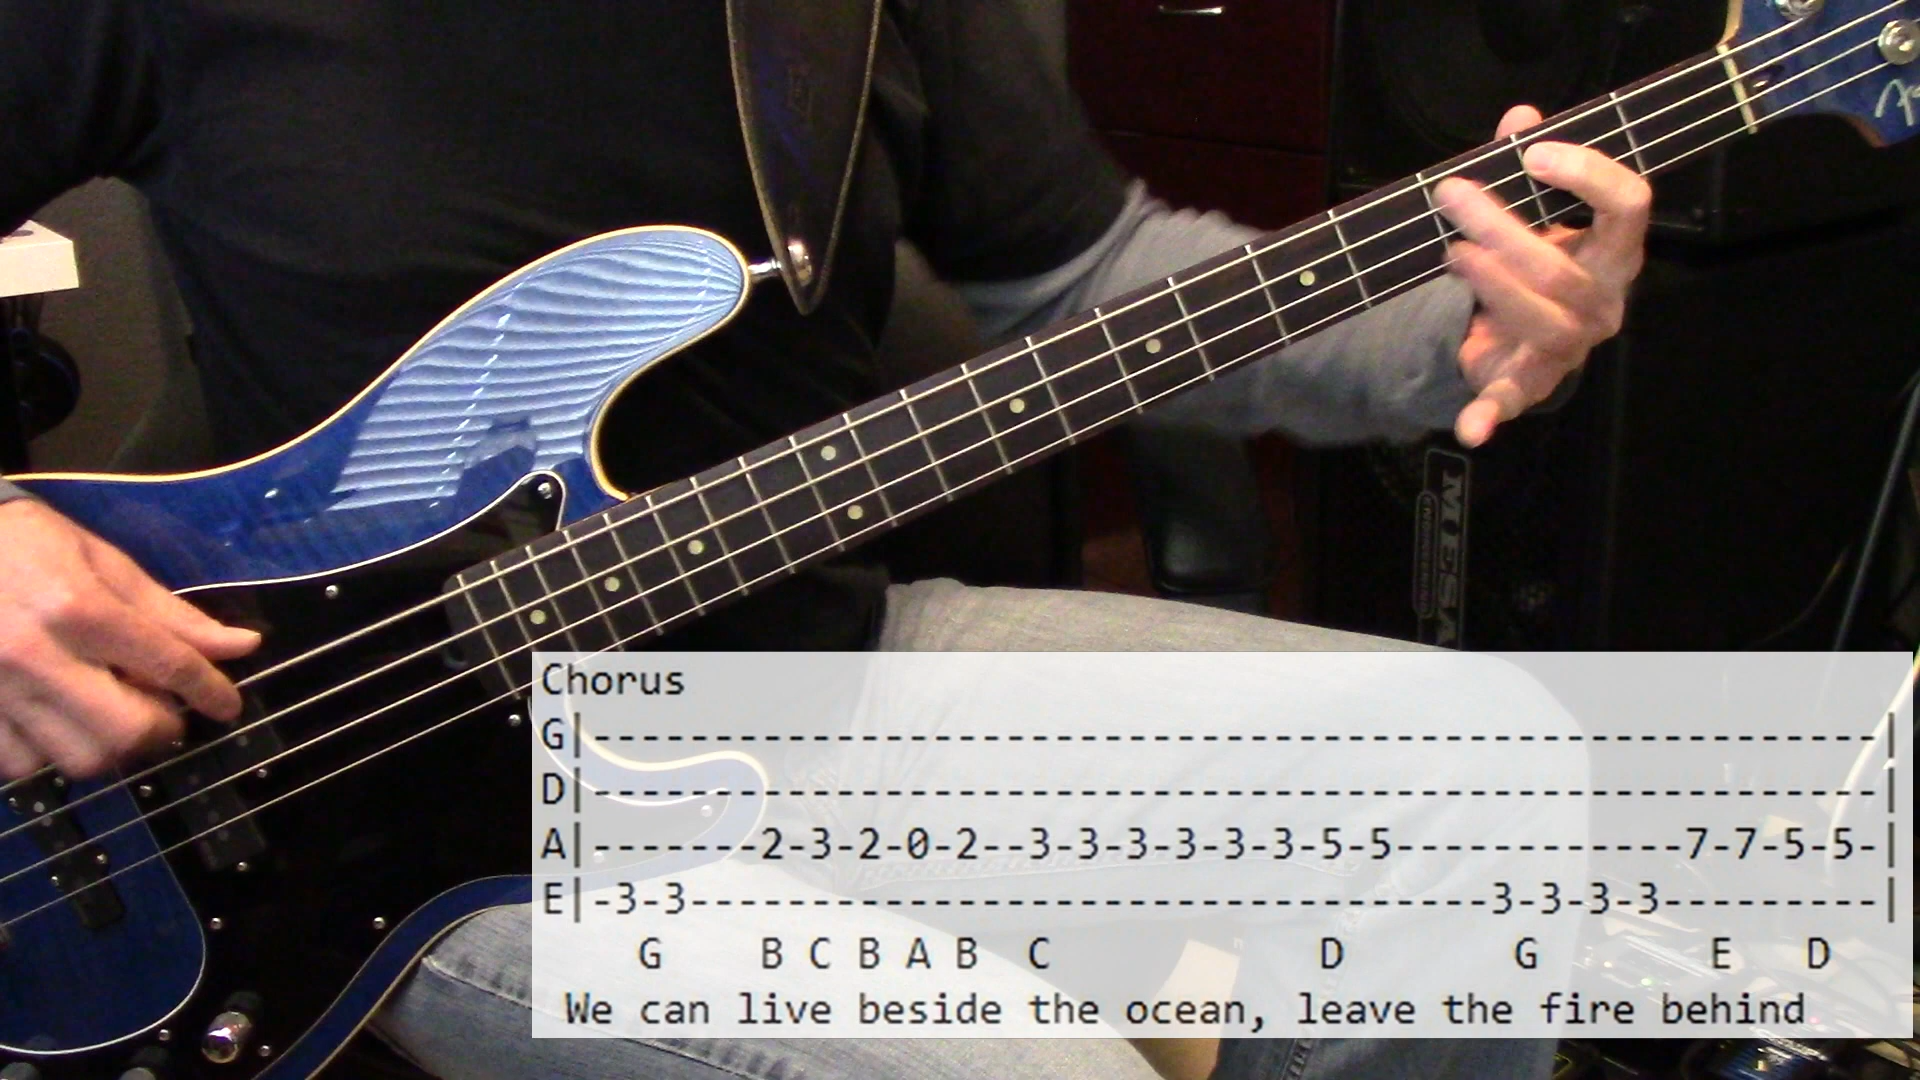 Chorus
G|-----------------------------------------------------|
D|-----------------------------------------------------|
A|-------2-3-2-0-2--3-3-3-3-3-3-5-5------------7-7-5-5-|
E|-3-3---------------------------------3-3-3-3---------|
G B C B A B C D G E D
We can live beside the ocean, leave the fire behind
MESA